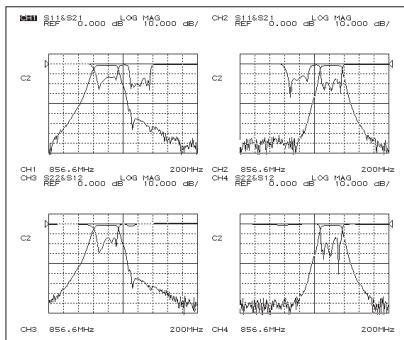 CH1 S11&S21 LOG MAG
REF 0.000 dB 10.000 dB/
CH2 S11&S21 LOG MAG
REF 0.000 dB 10.000 dB/
C2
C2
CH1 856.6MHz 200MHz
CH2 856.6MHz 200MHz
CH3 S22&S12 LOG MAG
REF 0.000 dB 10.000 dB/
CH4 S22&S12 LOG MAG
REF 0.000 dB 10.000 dB/
C2
C2
CH3 856.6MHz 200MHz
CH4 856.6MHz 200MHz